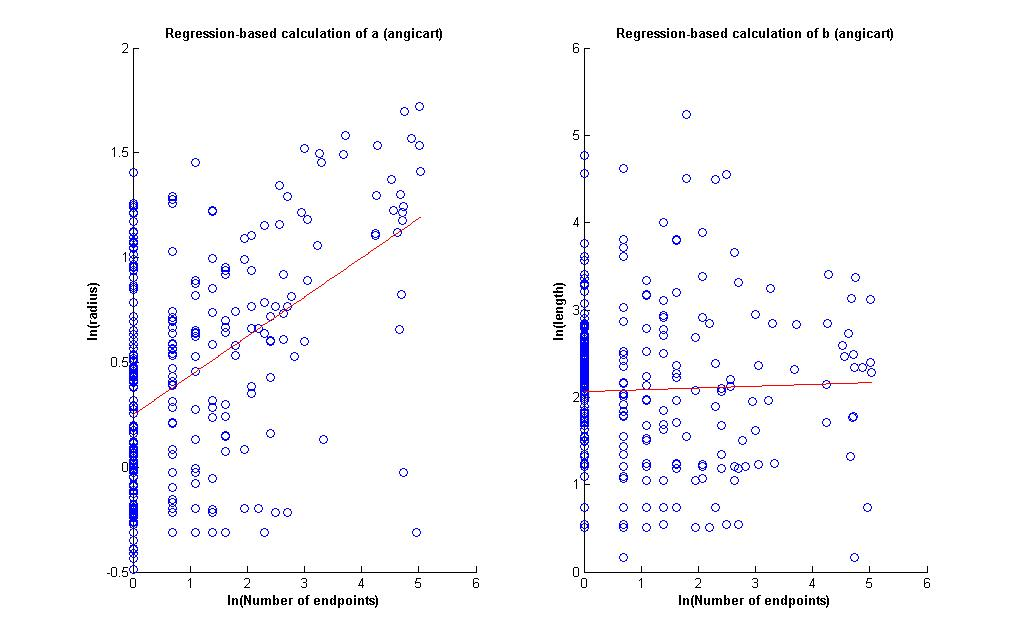 Regression-based calculation of a (angicart)
2
1.5
1
0.5
0
-0.5
0 1 2 3 4 5 6
ln(radius)
ln(Number of endpoints)
Regression-based calculation of b (angicart)
6
5
4
3
2
1
0
0 1 2 3 4 5 6
ln(length)
ln(Number of endpoints)